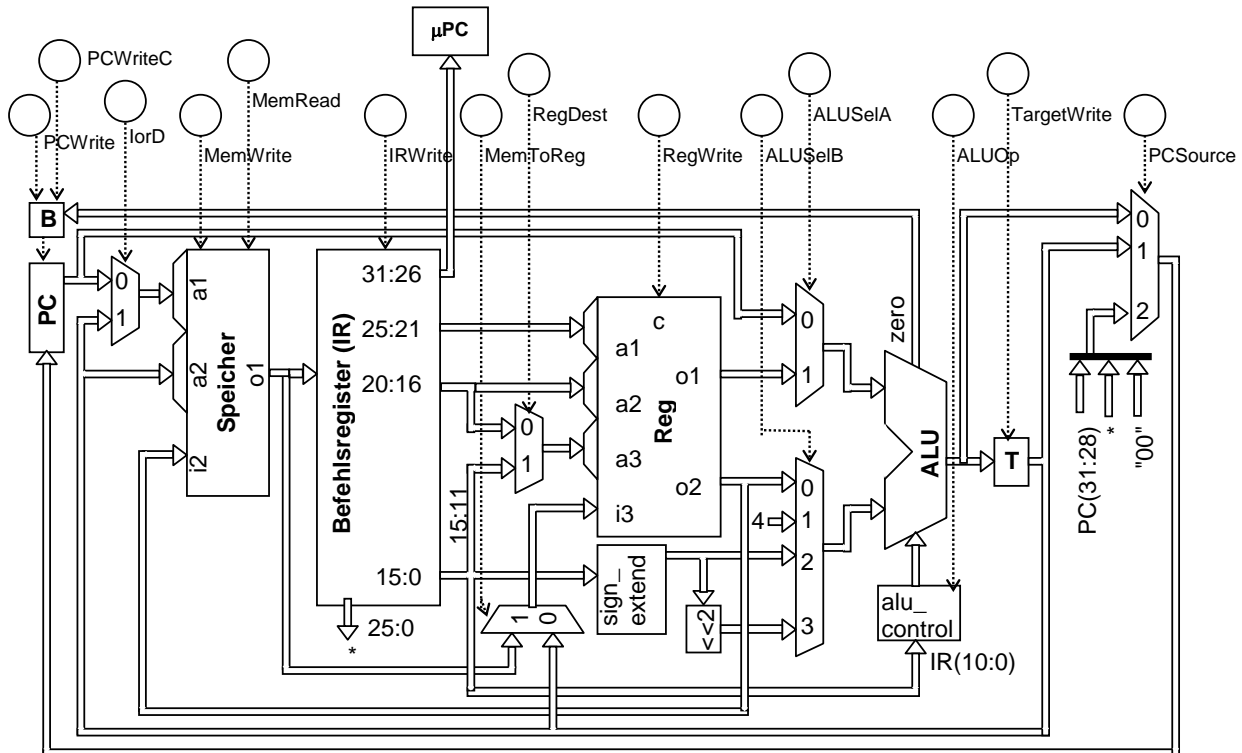 µPC
PCWriteC
IorD
MemRead
RegDest
ALUSelA
TargetWrite
PCWrite
MemWrite
IRWrite
MemToReg
RegWrite
ALUSelB
ALUOp
PCSource
B
PC
0
1
a1
a2
i2
o1
Speicher
Befehlsregister (IR)
31:26
25:21
20:16
15:11
15:0
25:0
*
0
1
1
0
c
a1
a2
a3
i3
o1
o2
Reg
sign_
extend
<<2
0
1
4
0
1
2
3
zero
ALU
alu_
control
IR(10:0)
T
0
1
2
PC(31:28)
*
"00"